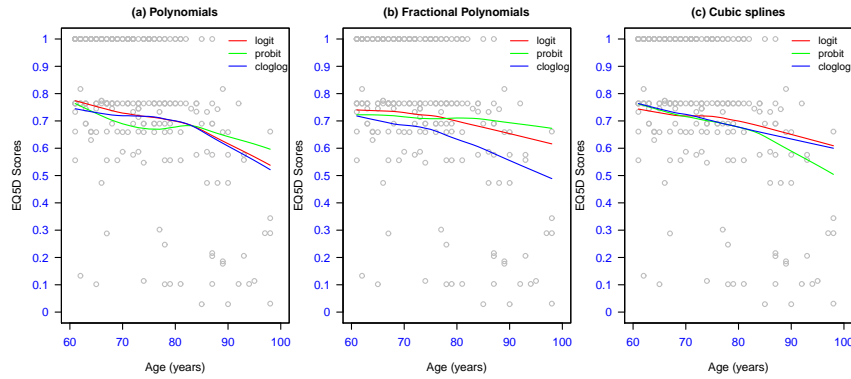 (a) Polynomials
(b) Fractional Polynomials
(c) Cubic splines
EQ5D Scores
1
0.9
0.8
0.7
0.6
0.5
0.4
0.3
0.2
0.1
0
logit
probit
cloglog
60 70 80 90 100
Age (years)
EQ5D Scores
1
0.9
0.8
0.7
0.6
0.5
0.4
0.3
0.2
0.1
0
logit
probit
cloglog
60 70 80 90 100
Age (years)
EQ5D Scores
1
0.9
0.8
0.7
0.6
0.5
0.4
0.3
0.2
0.1
0
logit
probit
cloglog
60 70 80 90 100
Age (years)